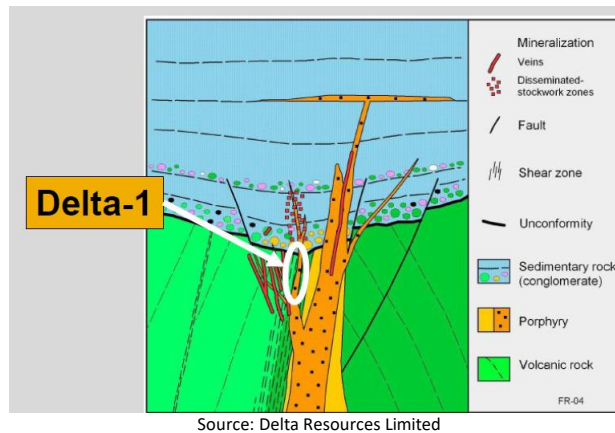 Delta-1
Mineralization
Veins
Disseminated-
stockwork zones
Fault
Shear zone
Unconformity
Sedimentary rock
(conglomerate)
Porphyry
Volcanic rock
FR-04
Source: Delta Resources Limited